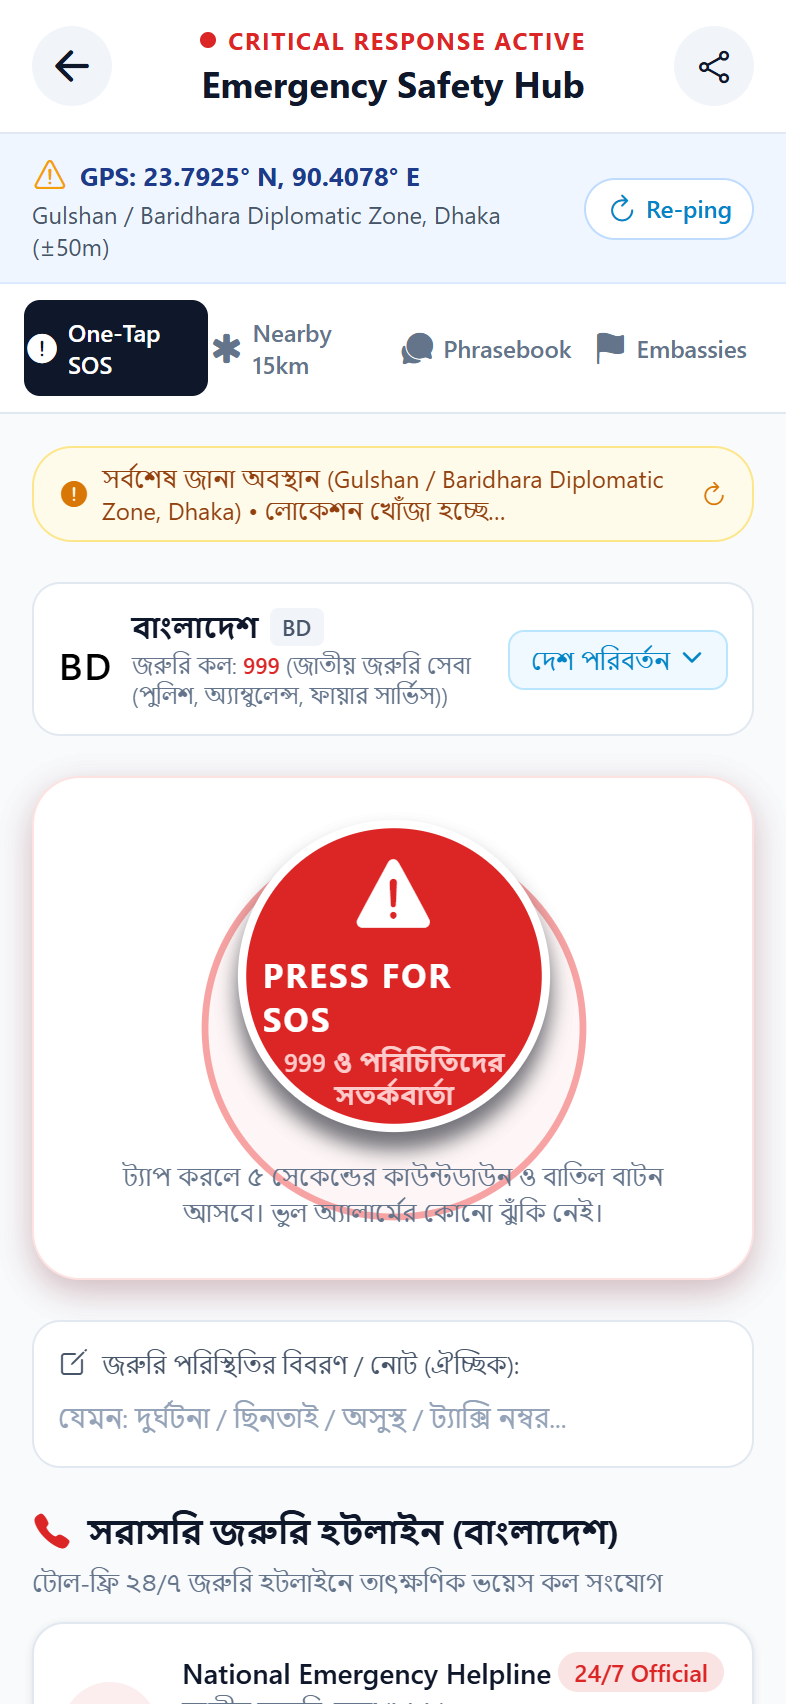 CRITICAL RESPONSE ACTIVE
Emergency Safety Hub
GPS: 23.7925° N, 90.4078° E
Gulshan / Baridhara Diplomatic Zone, Dhaka
(±50m)
Re-ping
One-Tap
SOS
Nearby
15km
Phrasebook
Embassies
সর্বশেষ জানা অবস্থান (Gulshan / Baridhara Diplomatic
Zone, Dhaka) • লোকেশন খোঁজা হচ্ছে...
BD
বাংলাদেশ BD
জরুরি কল: 999 (জাতীয় জরুরি সেবা
(পুলিশ, অ্যাম্বুলেন্স, ফায়ার সার্ভিস))
দেশ পরিবর্তন
PRESS FOR
SOS
999 ও পরিচিতিদের
সতর্কবার্তা
ট্যাপ করলে ৫ সেকেন্ডের কাউন্টডাউন ও বাতিল বাটন
আসবে। ভুল অ্যালার্মের কোনো ঝুঁকি নেই।
জরুরি পরিস্থিতির বিবরণ / নোট (ঐচ্ছিক):
যেমন: দুর্ঘটনা / ছিনতাই / অসুস্থ / ট্যাক্সি নম্বর...
সরাসরি জরুরি হটলাইন (বাংলাদেশ)
টোল-ফ্রি ২৪/৭ জরুরি হটলাইনে তাৎক্ষণিক ভয়েস কল সংযোগ
National Emergency Helpline
24/7 Official